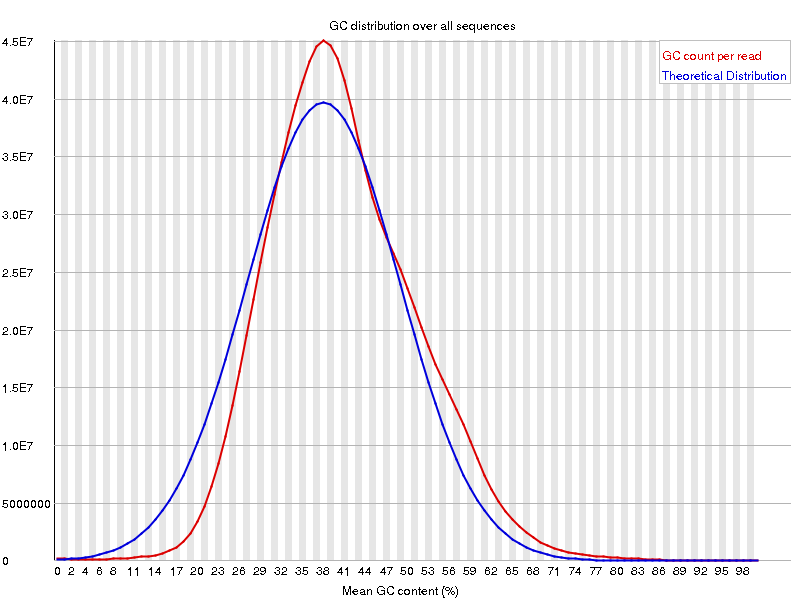 GC distribution over all sequences
GC count per read
Theoretical Distribution
4.5E7
4.0E7
3.5E7
3.0E7
2.5E7
2.0E7
1.5E7
1.0E7
5000000
0
0 2 4 6 8 11 14 17 20 23 26 29 32 35 38 41 44 47 50 53 56 59 62 65 68 71 74 77 80 83 86 89 92 95 98
Mean GC content (%)